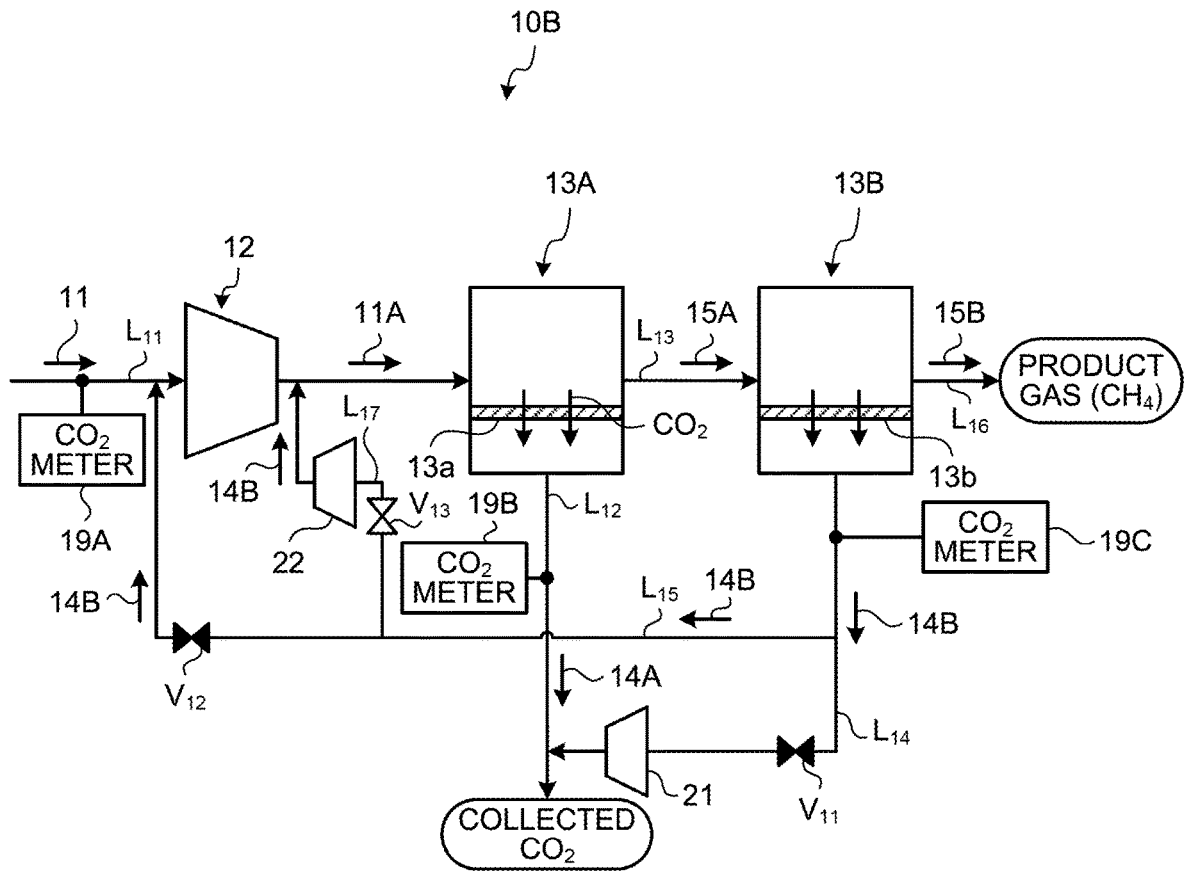 10B
13A
13B
12
11
L11
11A
L13
15A
15B
PRODUCT
GAS (CH4)
L16
CO2
METER
19A
14B
L17
13a
CO2
13b
22
V13
19B
L12
CO2
METER
CO2
METER
19C
14B
L15
14B
14B
V12
14A
L14
21
V11
COLLECTED
CO2